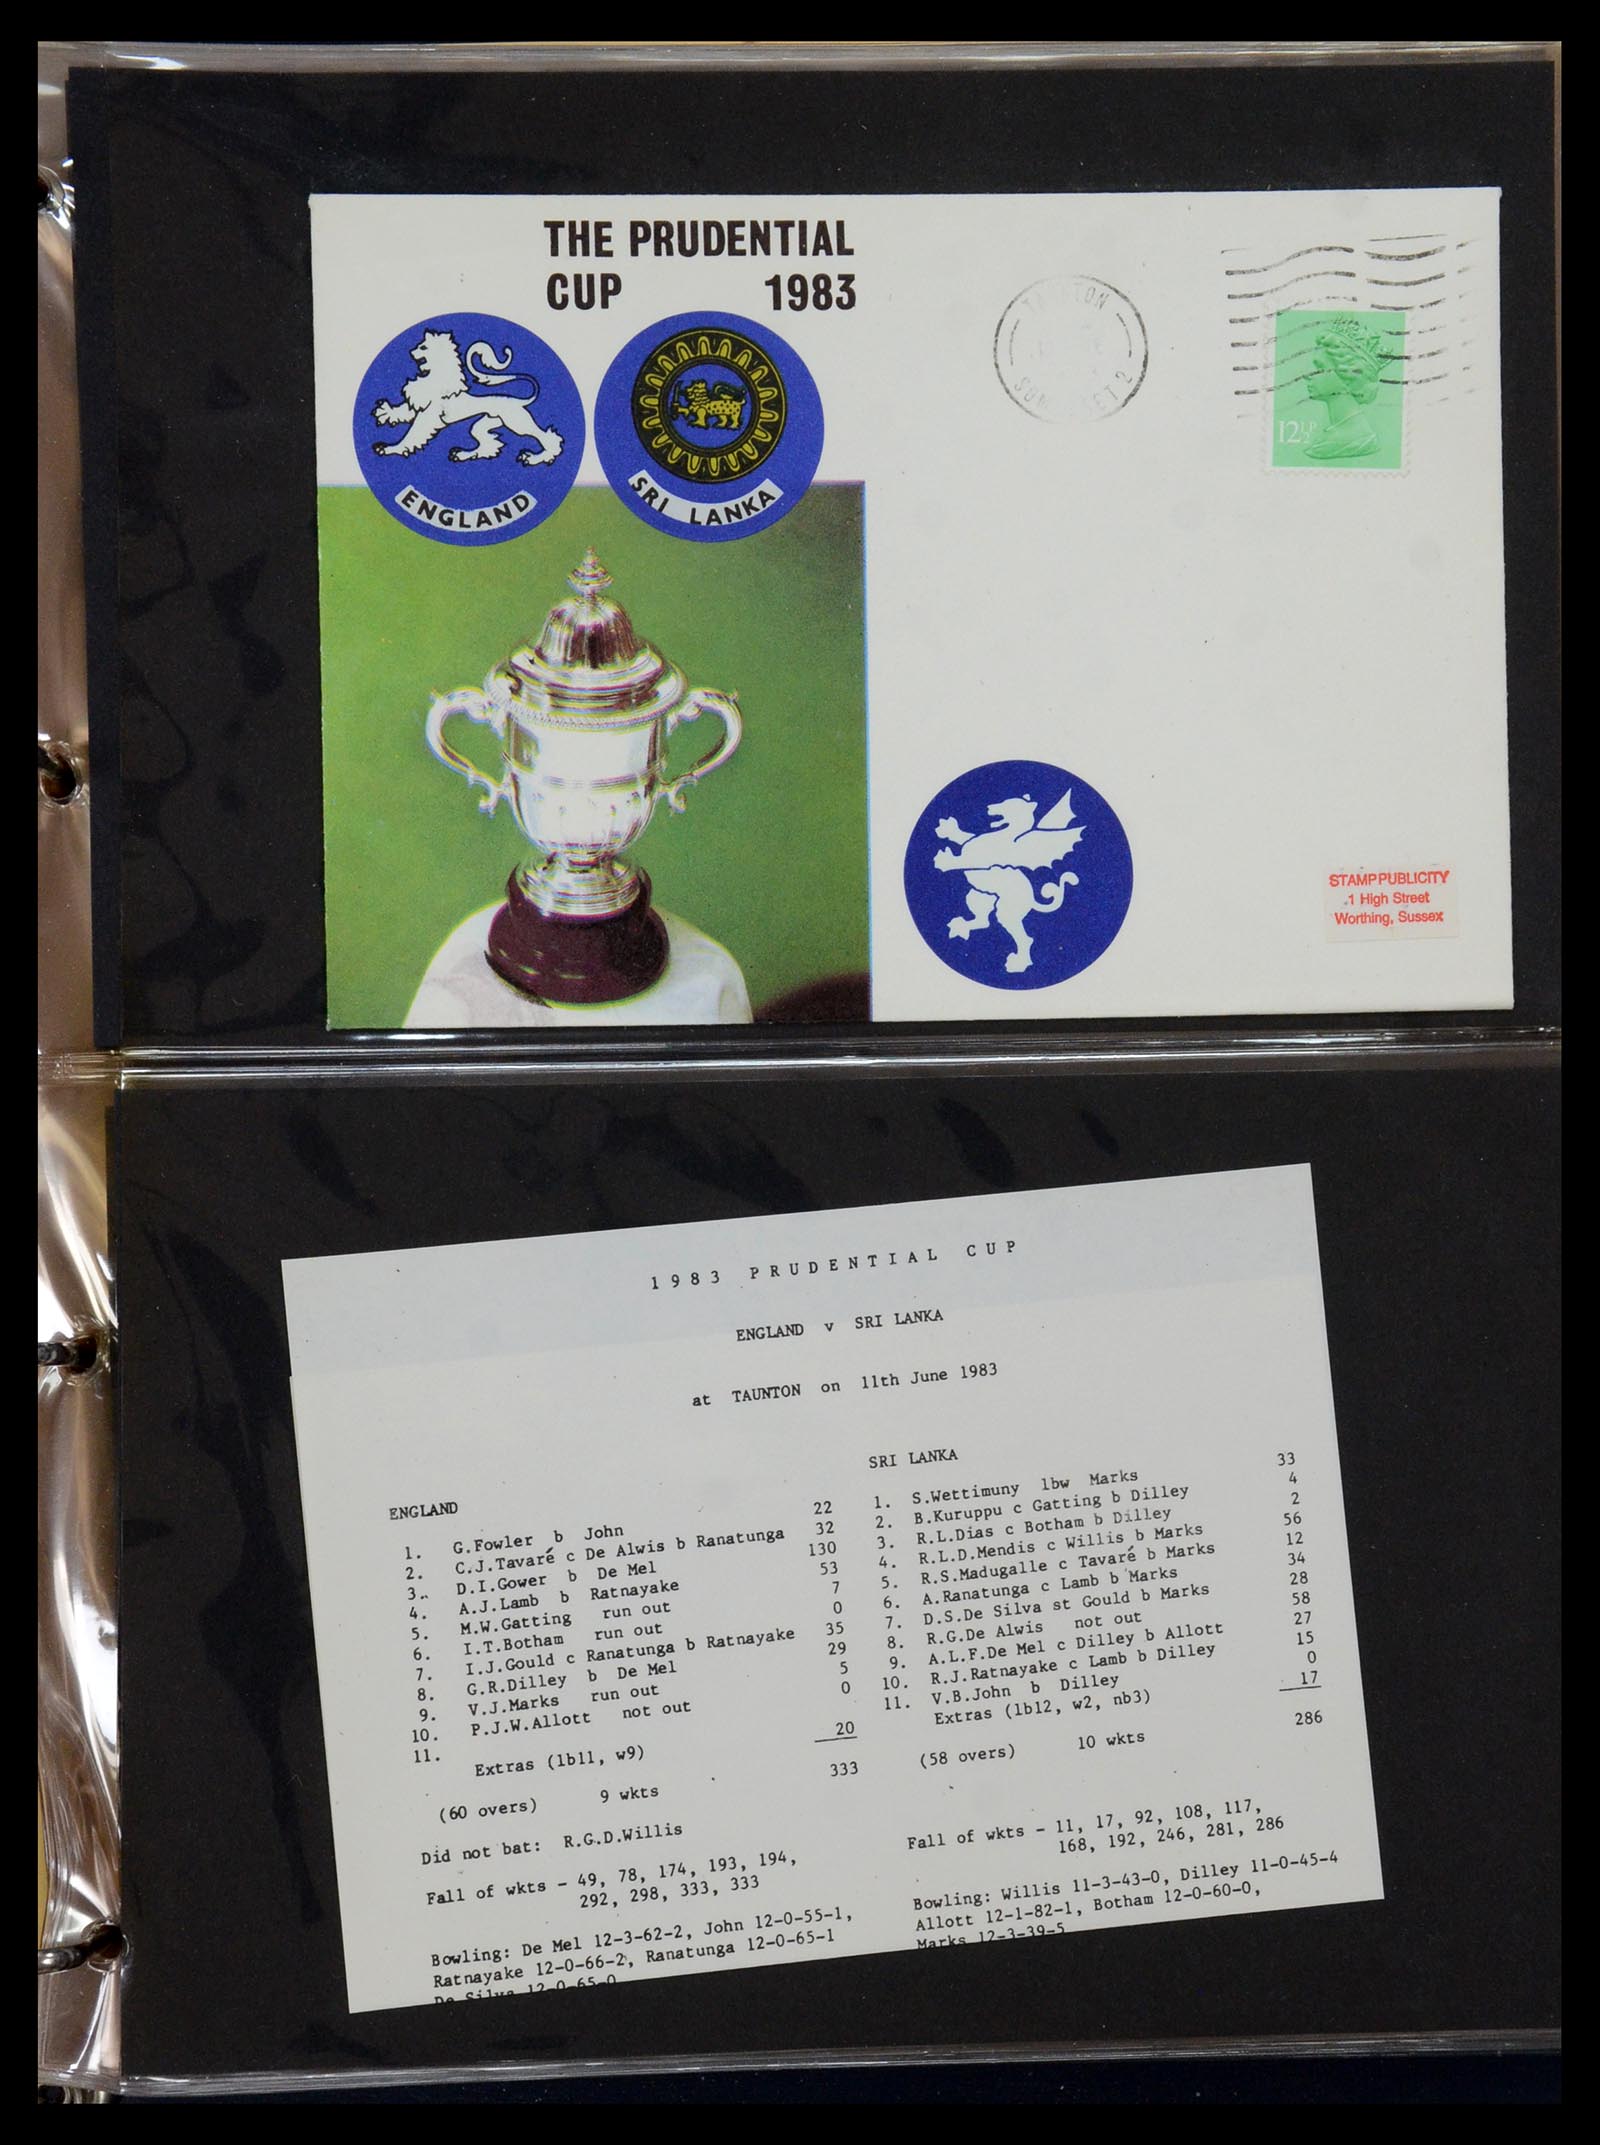 THE PRUDENTIAL
CUP 1983
ENGLAND
SRI LANKA
12½P
STAMP PUBLICITY
1 High Street
Worthing, Sussex
1983 PRUDENTIAL CUP
ENGLAND v SRI LANKA
at TAUNTON on 11th June 1983
ENGLAND
1. G.Fowler b John 22
2. C.J.Tavaré c De Alwis b Ranatunga 32
3. D.I.Gower b De Mel 130
4. A.J.Lamb b Ratnayake 53
5. M.W.Gatting run out 7
6. I.T.Botham run out 0
7. I.J.Gould c Ranatunga b Ratnayake 35
8. G.R.Dilley b De Mel 29
9. V.J.Marks run out 5
10. P.J.W.Allott not out 0
11.
Extras (lb11, w9) 20
(60 overs) 9 wkts 333
Did not bat: R.G.D.Willis
Fall of wkts - 49, 78, 174, 193, 194,
292, 298, 333, 333
Bowling: De Mel 12-3-62-2, John 12-0-55-1,
Ratnayake 12-0-66-2, Ranatunga 12-0-65-1
De Silva 12-0-65-0
SRI LANKA
1. S.Wettimuny lbw Marks 33
2. B.Kuruppu c Gatting b Dilley 4
3. R.L.Dias c Botham b Dilley 2
4. R.L.D.Mendis c Willis b Marks 56
5. R.S.Madugalle c Tavaré b Marks 12
6. A.Ranatunga c Lamb b Marks 34
7. D.S.De Silva st Gould b Marks 28
8. R.G.De Alwis not out 58
9. A.L.F.De Mel c Dilley b Allott 27
10. R.J.Ratnayake c Lamb b Dilley 15
11. V.B.John b Dilley 0
Extras (lb12, w2, nb3) 17
(58 overs) 10 wkts 286
Fall of wkts - 11, 17, 92, 108, 117,
168, 192, 246, 281, 286
Bowling: Willis 11-3-43-0, Dilley 11-0-45-4
Allott 12-1-82-1, Botham 12-0-60-0,
Marks 12-3-39-5